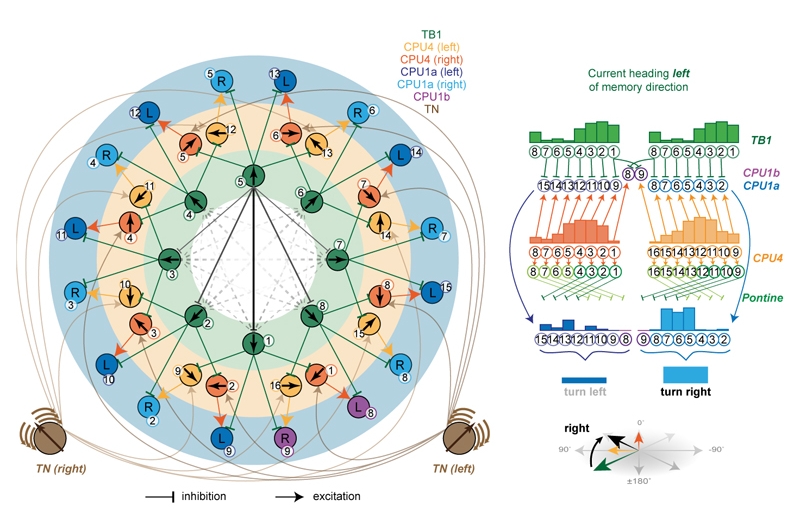 TB1
CPU4 (left)
CPU4 (right)
CPU1a (left)
CPU1a (right)
CPU1b
TN
5 13
R L
12 6
L R
12 6
5 13
4 14
R L
5
11 7
4 6
4 14
L R
11 7
3 7
10 8
R L
3 15
3 15
2 8
L R
10 8
1
9 2 16 1
R L
2 8
L R
9 9
TN (right)
TN (left)
inhibition
excitation
Current heading left
of memory direction
TB1
8 7 6 5 4 3 2 1 8 7 6 5 4 3 2 1
CPU1b
8 9
CPU1a
15 14 13 12 11 10 9 8 7 6 5 4 3 2
CPU4
8 7 6 5 4 3 2 1 16 15 14 13 12 11 10 9
8 7 6 5 4 3 2 1 16 15 14 13 12 11 10 9
Pontine
15 14 13 12 11 10 9 8 9 8 7 6 5 4 3 2
turn left
turn right
right
0°
90°
-90°
±180°